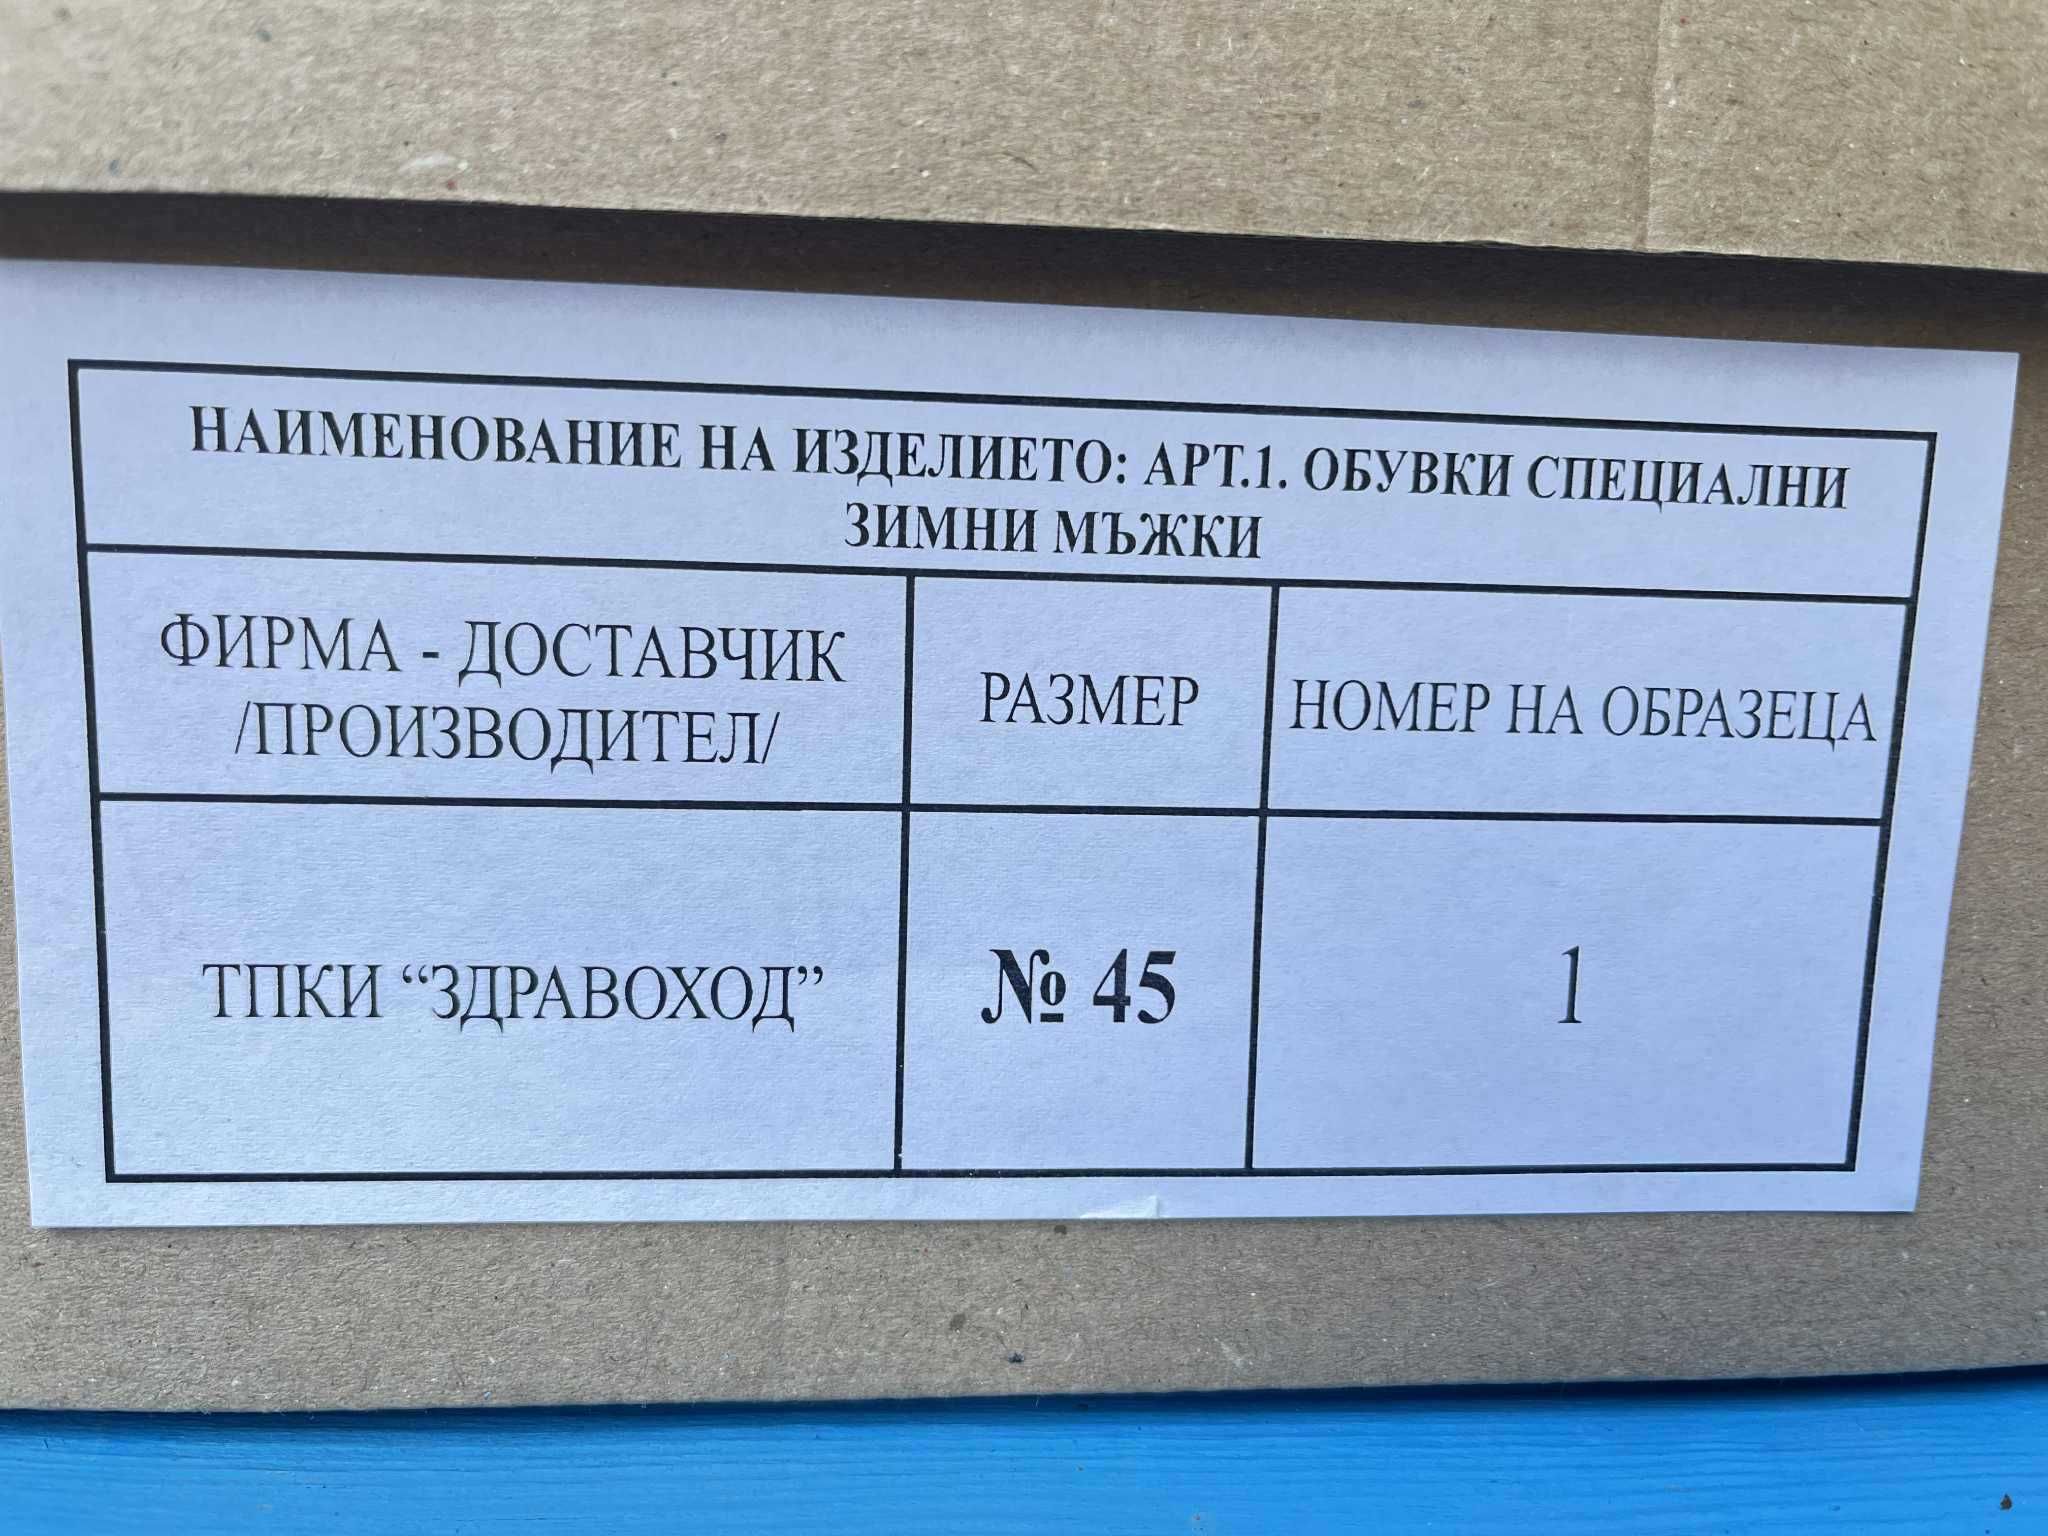 НАИМЕНОВАНИЕ НА ИЗДЕЛИЕТО: АРТ.1. ОБУВКИ СПЕЦИАЛНИ
ЗИМНИ МЪЖКИ
ФИРМА - ДОСТАВЧИК
/ПРОИЗВОДИТЕЛ/
РАЗМЕР
НОМЕР НА ОБРАЗЕЦА
ТПКИ “ЗДРАВОХОД”
№ 45
1